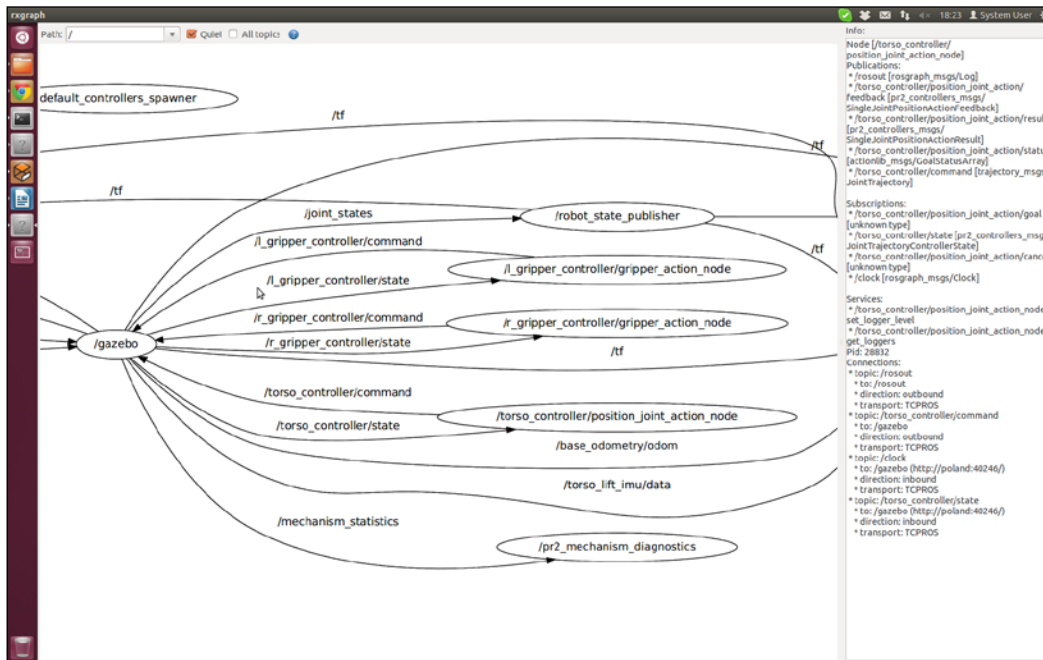 rxgraph
18:23 System User
Path: / Quiet All topics
default_controllers_spawner
/tf
/tf
/tf
/joint_states
/robot_state_publisher
/l_gripper_controller/command
/tf
/l_gripper_controller/gripper_action_node
/l_gripper_controller/state
/r_gripper_controller/command
/r_gripper_controller/gripper_action_node
/gazebo
/r_gripper_controller/state
/tf
/torso_controller/command
/torso_controller/position_joint_action_node
/torso_controller/state
/base_odometry/odom
/torso_lift_imu/data
/mechanism_statistics
/pr2_mechanism_diagnostics
Info:
Node [/torso_controller/
position_joint_action_node]
Publications:
* /rosout [rosgraph_msgs/Log]
* /torso_controller/position_joint_action/
feedback [pr2_controllers_msgs/
SingleJointPositionActionFeedback]
* /torso_controller/position_joint_action/resul
[pr2_controllers_msgs/
SingleJointPositionActionResult]
* /torso_controller/position_joint_action/statu
[actionlib_msgs/GoalStatusArray]
* /torso_controller/command [trajectory_msgs
JointTrajectory]
Subscriptions:
* /torso_controller/position_joint_action/goal
[unknown type]
* /torso_controller/state [pr2_controllers_msg
JointTrajectoryControllerState]
* /torso_controller/position_joint_action/cance
[unknown type]
* /clock [rosgraph_msgs/Clock]
Services:
* /torso_controller/position_joint_action_node
set_logger_level
* /torso_controller/position_joint_action_node
get_loggers
Pid: 28832
Connections:
* topic: /rosout
* to: /rosout
* direction: outbound
* transport: TCPROS
* topic: /torso_controller/command
* to: /gazebo
* direction: outbound
* transport: TCPROS
* topic: /clock
* to: /gazebo (http://poland:40246/)
* direction: inbound
* transport: TCPROS
* topic: /torso_controller/state
* to: /gazebo (http://poland:40246/)
* direction: inbound
* transport: TCPROS